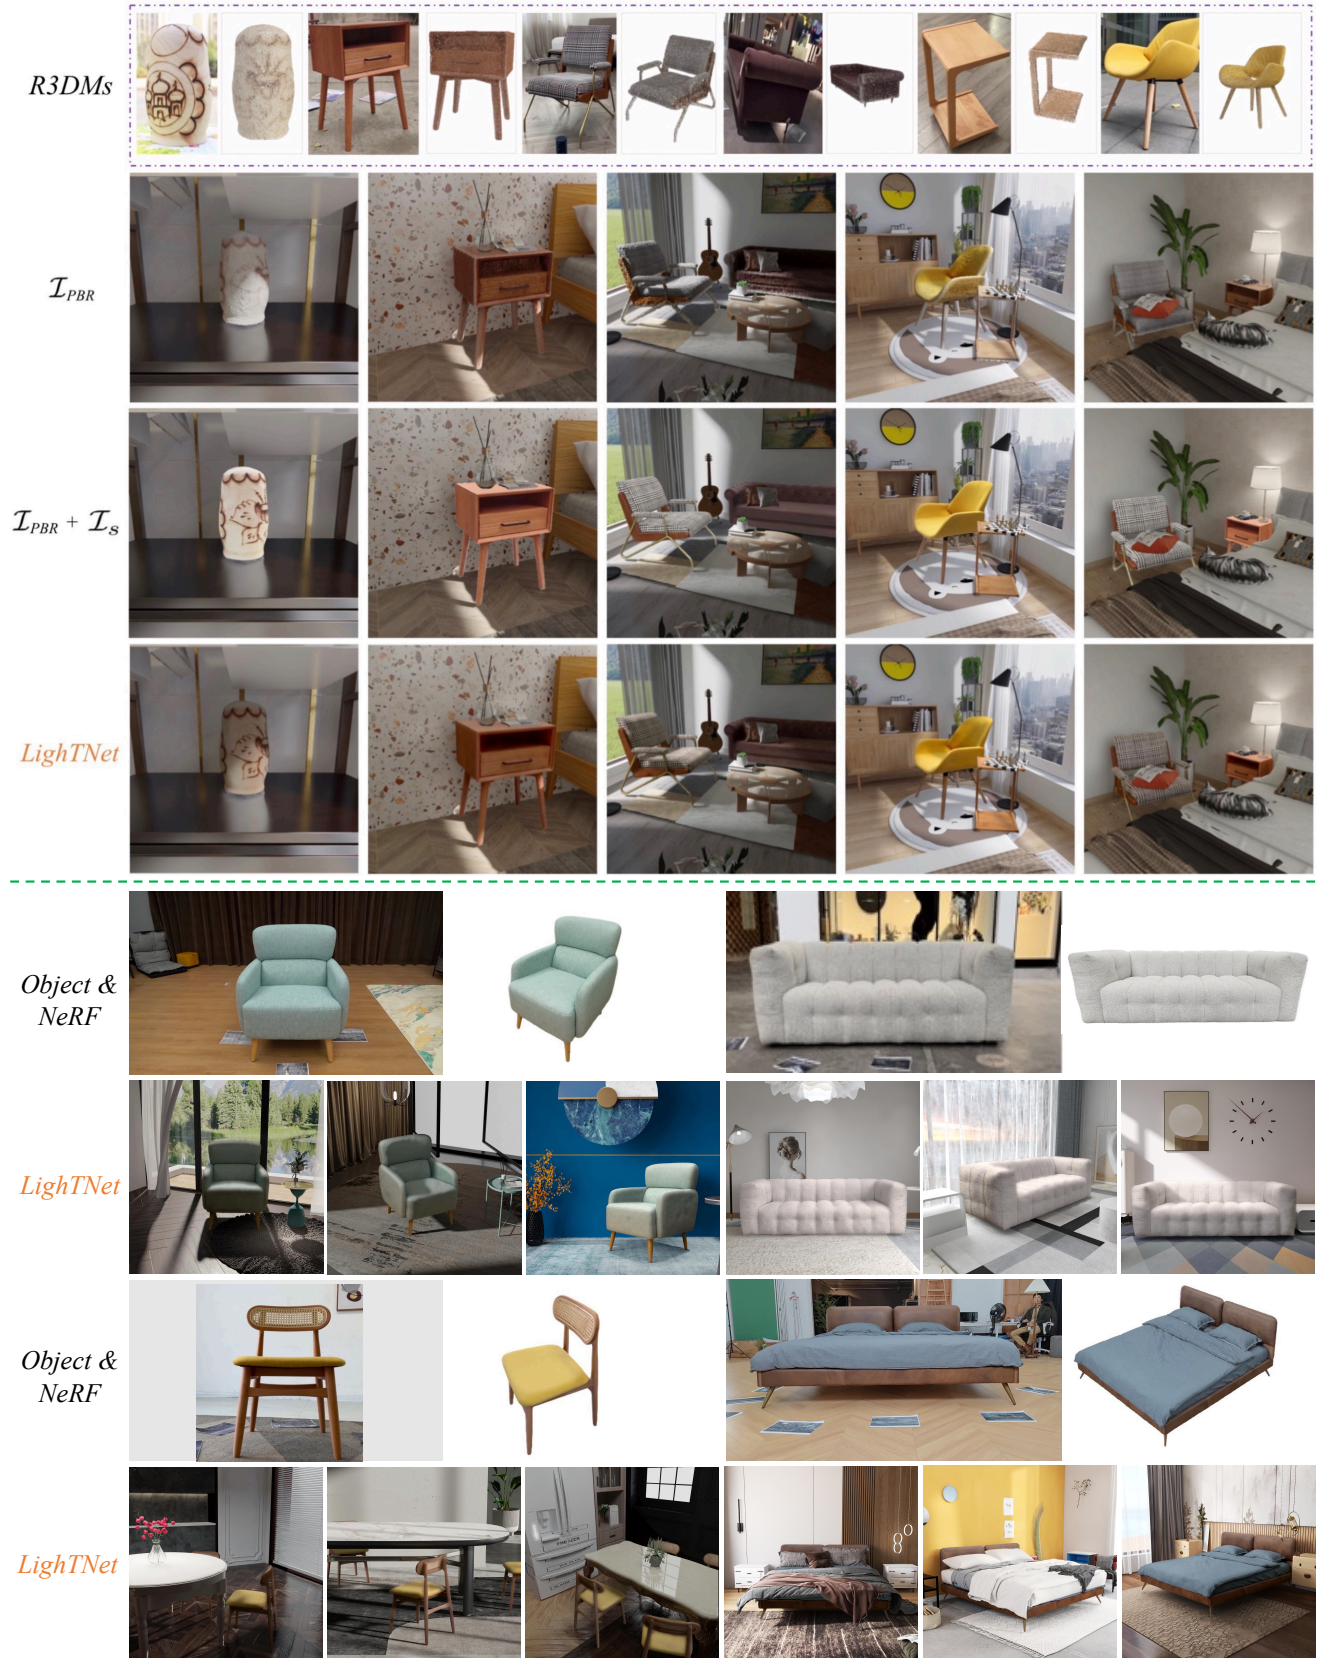 R3DMs
I_PBR
I_PBR + I_s
LighTNet
Object &
NeRF
LighTNet
Object &
NeRF
LighTNet